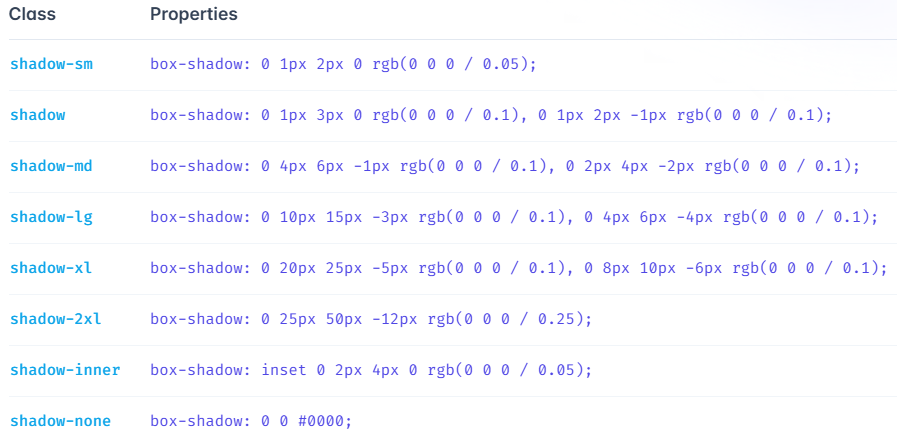 Class Properties
shadow-sm box-shadow: 0 1px 2px 0 rgb(0 0 0 / 0.05);
shadow box-shadow: 0 1px 3px 0 rgb(0 0 0 / 0.1), 0 1px 2px -1px rgb(0 0 0 / 0.1);
shadow-md box-shadow: 0 4px 6px -1px rgb(0 0 0 / 0.1), 0 2px 4px -2px rgb(0 0 0 / 0.1);
shadow-lg box-shadow: 0 10px 15px -3px rgb(0 0 0 / 0.1), 0 4px 6px -4px rgb(0 0 0 / 0.1);
shadow-xl box-shadow: 0 20px 25px -5px rgb(0 0 0 / 0.1), 0 8px 10px -6px rgb(0 0 0 / 0.1);
shadow-2xl box-shadow: 0 25px 50px -12px rgb(0 0 0 / 0.25);
shadow-inner box-shadow: inset 0 2px 4px 0 rgb(0 0 0 / 0.05);
shadow-none box-shadow: 0 0 #0000;